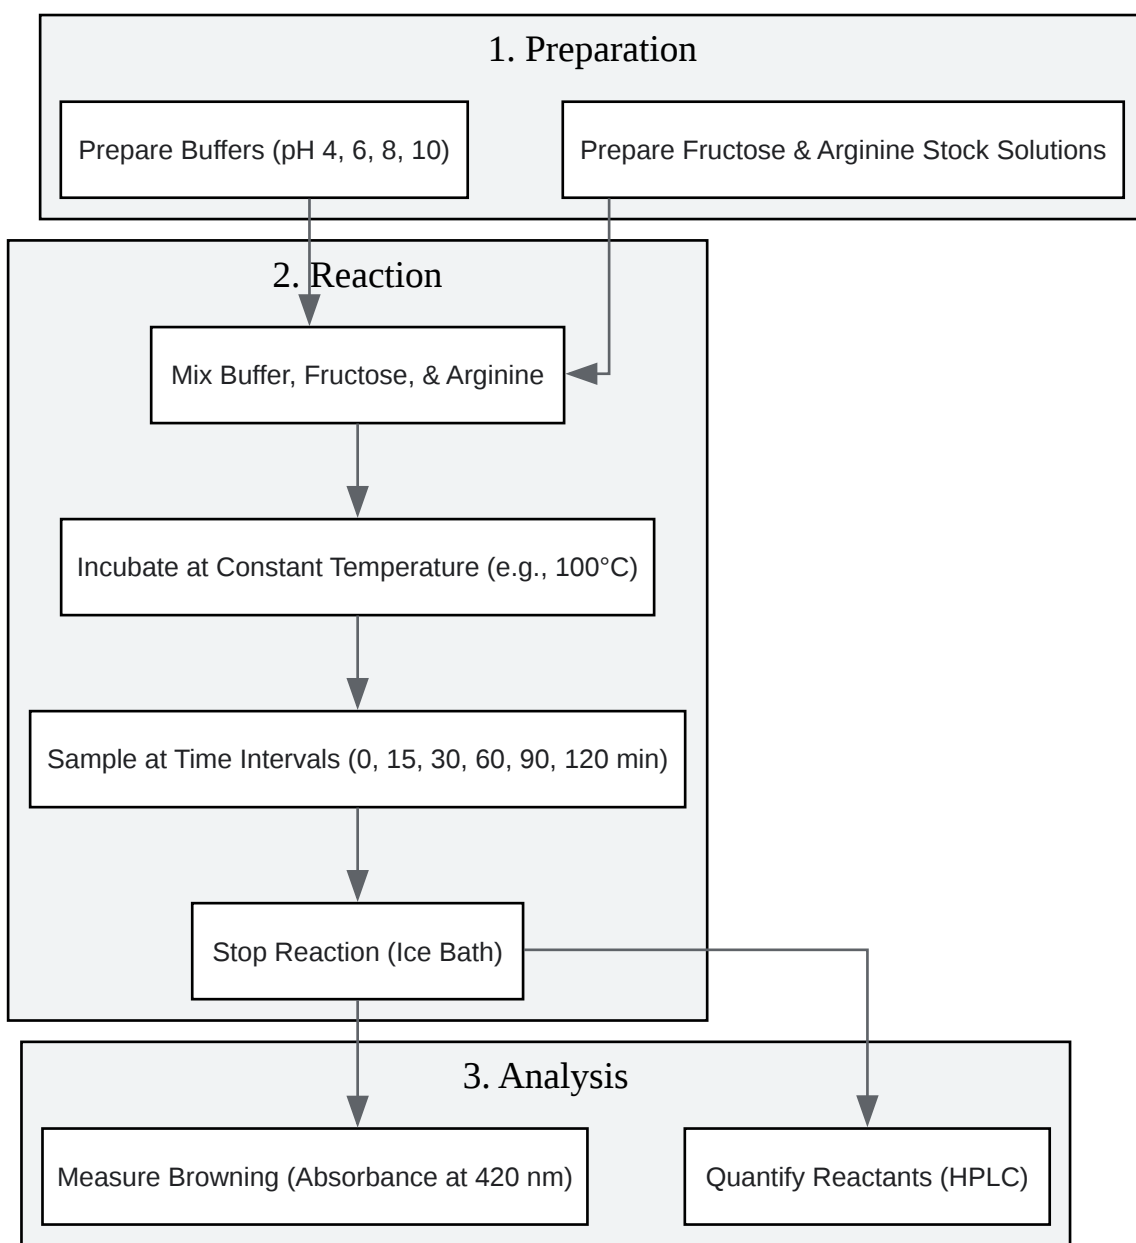 1. Preparation
Prepare Buffers (pH 4, 6, 8, 10)
Prepare Fructose & Arginine Stock Solutions
2. Reaction
Mix Buffer, Fructose, & Arginine
Incubate at Constant Temperature (e.g., 100°C)
Sample at Time Intervals (0, 15, 30, 60, 90, 120 min)
Stop Reaction (Ice Bath)
3. Analysis
Measure Browning (Absorbance at 420 nm)
Quantify Reactants (HPLC)